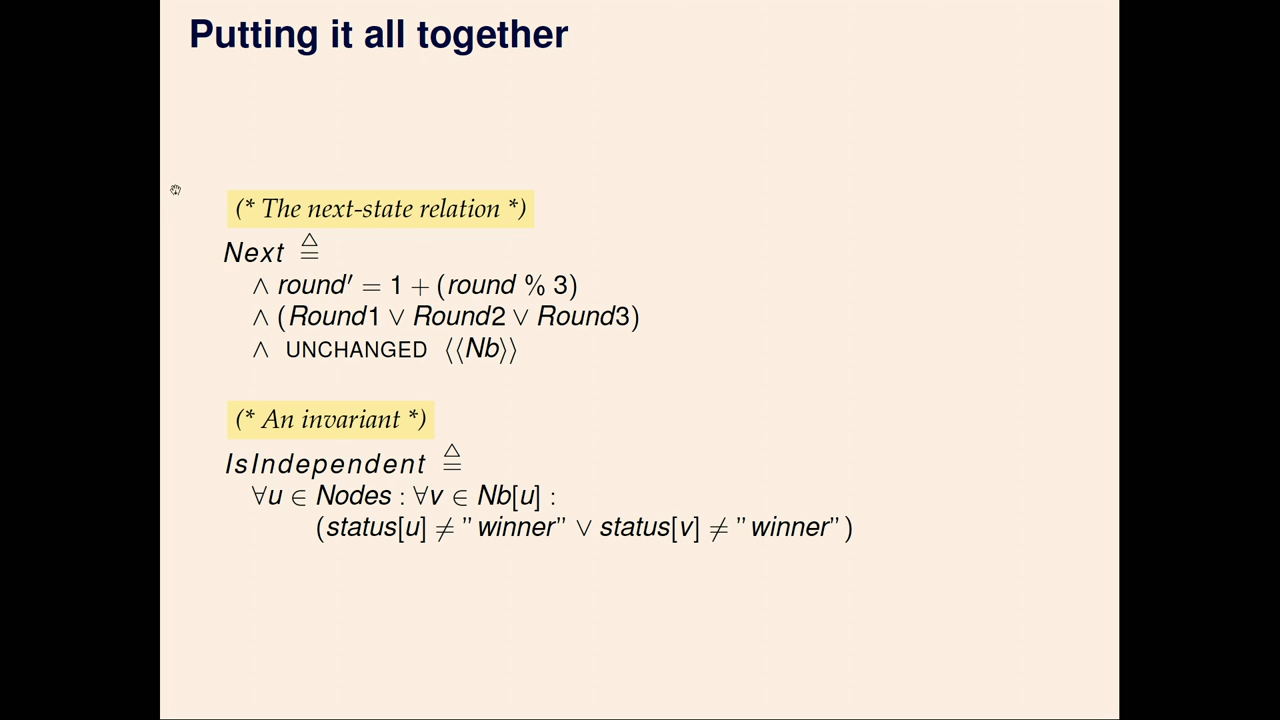 Putting it all together
(* The next-state relation *)
Next ≜
∧ round′ = 1 + (round % 3)
∧ (Round1 ∨ Round2 ∨ Round3)
∧ UNCHANGED ⟨⟨Nb⟩⟩
(* An invariant *)
IsIndependent ≜
∀u ∈ Nodes : ∀v ∈ Nb[u] :
(status[u] ≠ ”winner” ∨ status[v] ≠ ”winner”)